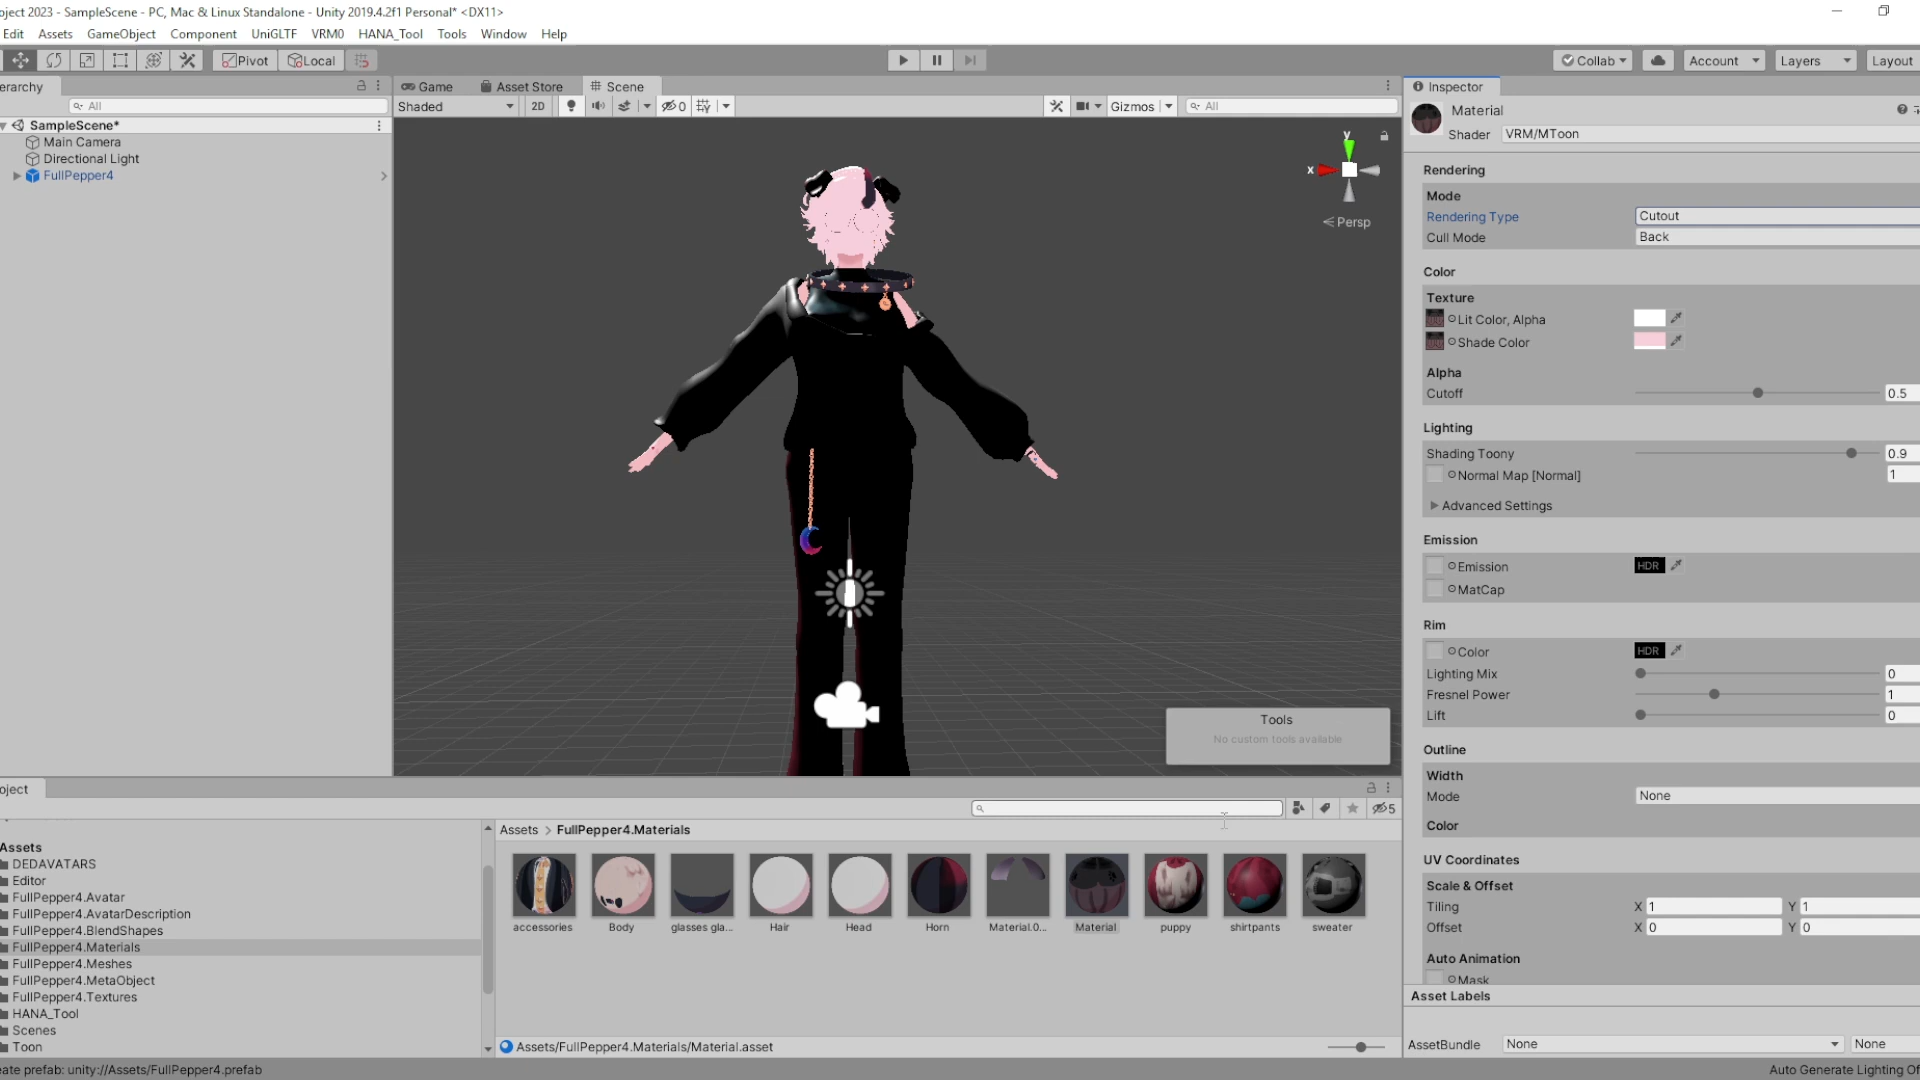 oject 2023 - SampleScene - PC, Mac & Linux Standalone - Unity 2019.4.2f1 Personal* <DX11>
Edit Assets GameObject Component UniGLTF VRM0 HANA_Tool Tools Window Help
Pivot Local Collab Account Layers Layout
erarchy
All
SampleScene*
Main Camera
Directional Light
FullPepper4
Game Asset Store Scene
Shaded 2D 0 Gizmos All
y
x
Persp
Tools
No custom tools available
Inspector
Material
Shader VRM/MToon
Rendering
Mode
Rendering Type Cutout
Cull Mode Back
Color
Texture
Lit Color, Alpha
Shade Color
Alpha
Cutoff 0.5
Lighting
Shading Toony 0.9
Normal Map [Normal] 1
Advanced Settings
Emission
Emission HDR
MatCap
Rim
Color HDR
Lighting Mix 0
Fresnel Power 1
Lift 0
Outline
Width
Mode None
Color
UV Coordinates
Scale & Offset
Tiling X 1 Y 1
Offset X 0 Y 0
Auto Animation
Mask
Asset Labels
AssetBundle None None
oject
5
Assets
DEDAVATARS
Editor
FullPepper4.Avatar
FullPepper4.AvatarDescription
FullPepper4.BlendShapes
FullPepper4.Materials
FullPepper4.Meshes
FullPepper4.MetaObject
FullPepper4.Textures
HANA_Tool
Scenes
Toon
Assets > FullPepper4.Materials
accessories Body glasses gla... Hair Head Horn Material.0... Material puppy shirtpants sweater
Assets/FullPepper4.Materials/Material.asset
eate prefab: unity://Assets/FullPepper4.prefab
Auto Generate Lighting Of